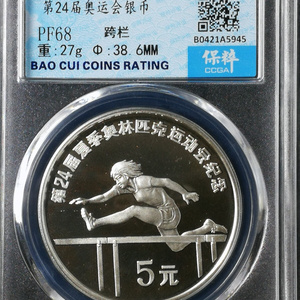 第24届奥运会银币
PF68 跨栏
重:27g Φ:38.6MM
BAO CUI COINS RATING
B0421A5945
保粹
CCGA
第24届夏季奥林匹克运动会纪念
5元